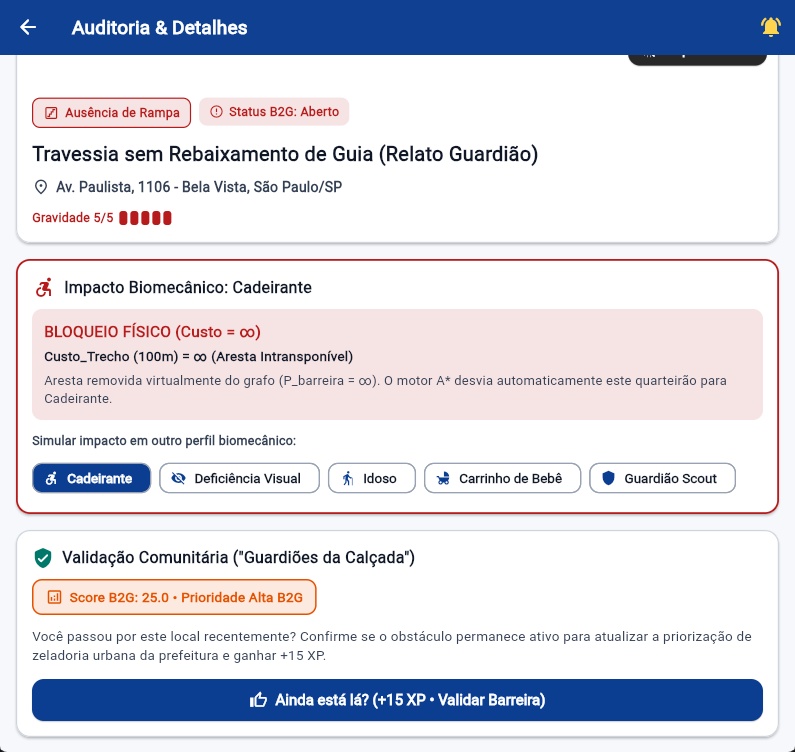 Auditoria & Detalhes
Ausência de Rampa
Status B2G: Aberto
Travessia sem Rebaixamento de Guia (Relato Guardião)
Av. Paulista, 1106 - Bela Vista, São Paulo/SP
Gravidade 5/5
Impacto Biomecânico: Cadeirante
BLOQUEIO FÍSICO (Custo = ∞)
Custo_Trecho (100m) = ∞ (Aresta Intransponível)
Aresta removida virtualmente do grafo (P_barreira = ∞). O motor A* desvia automaticamente este quarteirão para
Cadeirante.
Simular impacto em outro perfil biomecânico:
Cadeirante
Deficiência Visual
Idoso
Carrinho de Bebê
Guardião Scout
Validação Comunitária ("Guardiões da Calçada")
Score B2G: 25.0 • Prioridade Alta B2G
Você passou por este local recentemente? Confirme se o obstáculo permanece ativo para atualizar a priorização de
zeladoria urbana da prefeitura e ganhar +15 XP.
Ainda está lá? (+15 XP • Validar Barreira)